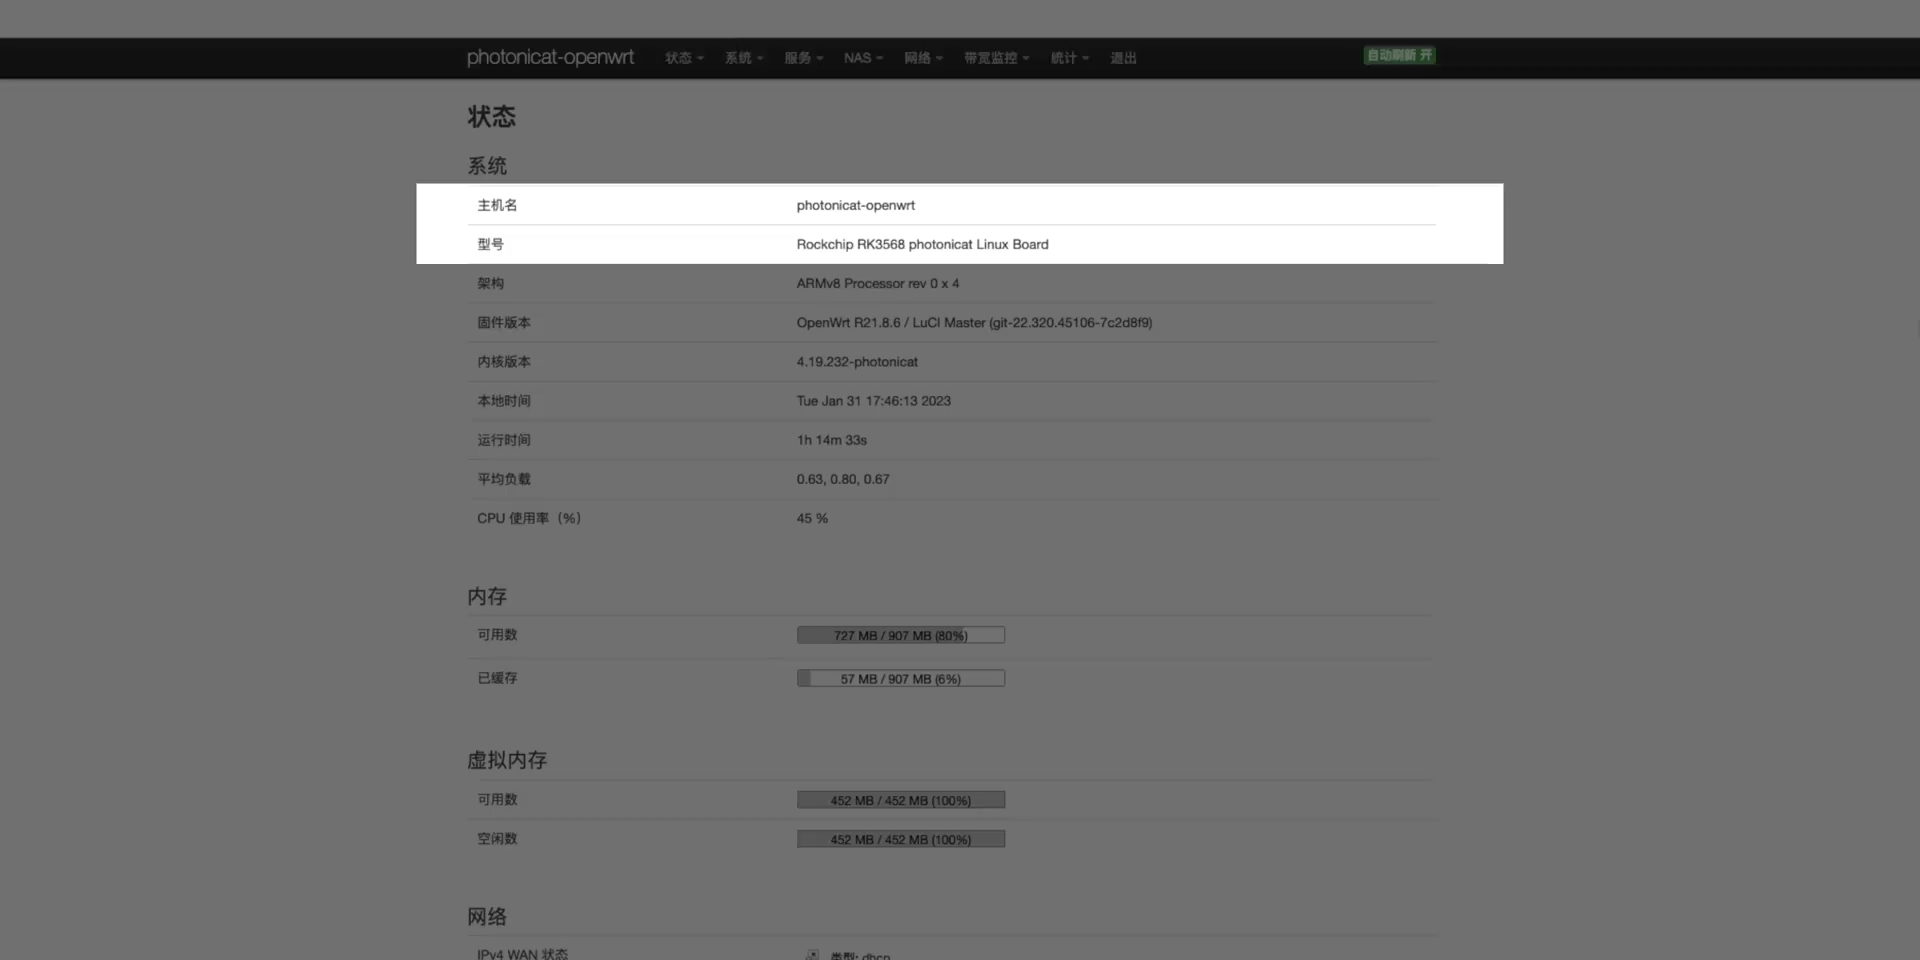 photonicat-openwrt 状态 系统 服务 NAS 网络 带宽监控 统计 退出 自动刷新 开
状态
系统
主机名 photonicat-openwrt
型号 Rockchip RK3568 photonicat Linux Board
架构 ARMv8 Processor rev 0 x 4
固件版本 OpenWrt R21.8.6 / LuCI Master (git-22.320.45106-7c2d8f9)
内核版本 4.19.232-photonicat
本地时间 Tue Jan 31 17:46:13 2023
运行时间 1h 14m 33s
平均负载 0.63, 0.80, 0.67
CPU 使用率（%） 45 %
内存
可用数 727 MB / 907 MB (80%)
已缓存 57 MB / 907 MB (6%)
虚拟内存
可用数 452 MB / 452 MB (100%)
空闲数 452 MB / 452 MB (100%)
网络
IPv4 WAN 状态 类型: dhcp